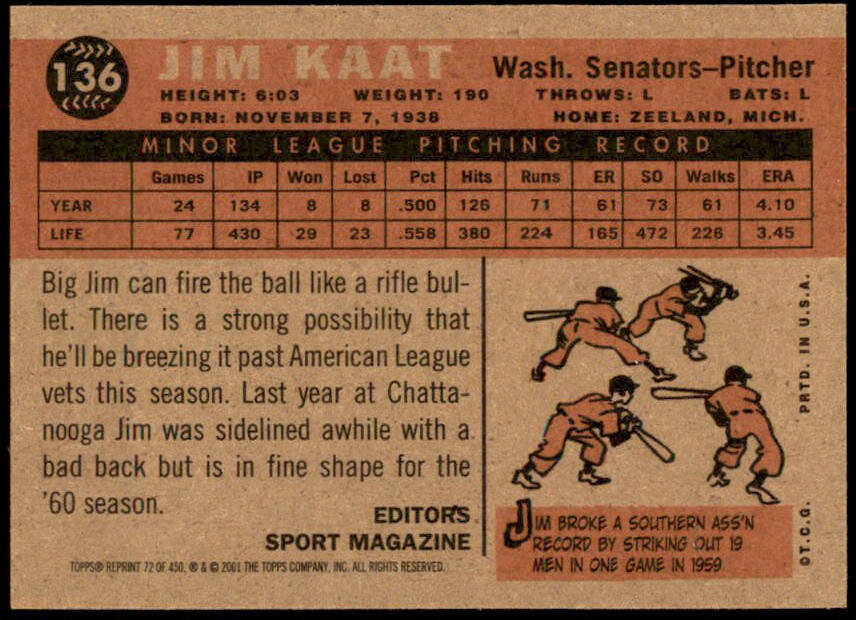 136
JIM KAAT
Wash. Senators–Pitcher
HEIGHT: 6:03 WEIGHT: 190 THROWS: L BATS: L
BORN: NOVEMBER 7, 1938 HOME: ZEELAND, MICH.
MINOR LEAGUE PITCHING RECORD
Games IP Won Lost Pct Hits Runs ER SO Walks ERA
YEAR 24 134 8 8 .500 126 71 61 73 61 4.10
LIFE 77 430 29 23 .558 380 224 165 472 226 3.45
Big Jim can fire the ball like a rifle bul-
let. There is a strong possibility that
he'll be breezing it past American League
vets this season. Last year at Chatta-
nooga Jim was sidelined awhile with a
bad back but is in fine shape for the
'60 season.
EDITORS
SPORT MAGAZINE
TOPPS® REPRINT 72 OF 450. ® & © 2001 THE TOPPS COMPANY, INC. ALL RIGHTS RESERVED.
JIM BROKE A SOUTHERN ASS'N
RECORD BY STRIKING OUT 19
MEN IN ONE GAME IN 1959
©T.C.G. PRTD. IN U.S.A.